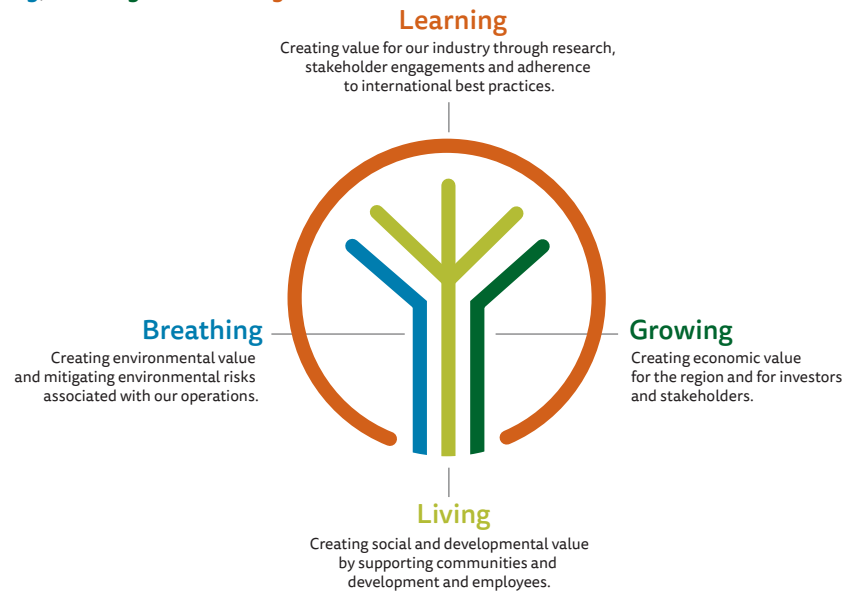 Learning
Creating value for our industry through research,
stakeholder engagements and adherence
to international best practices.
Breathing
Creating environmental value
and mitigating environmental risks
associated with our operations.
Growing
Creating economic value
for the region and for investors
and stakeholders.
Living
Creating social and developmental value
by supporting communities and
development and employees.